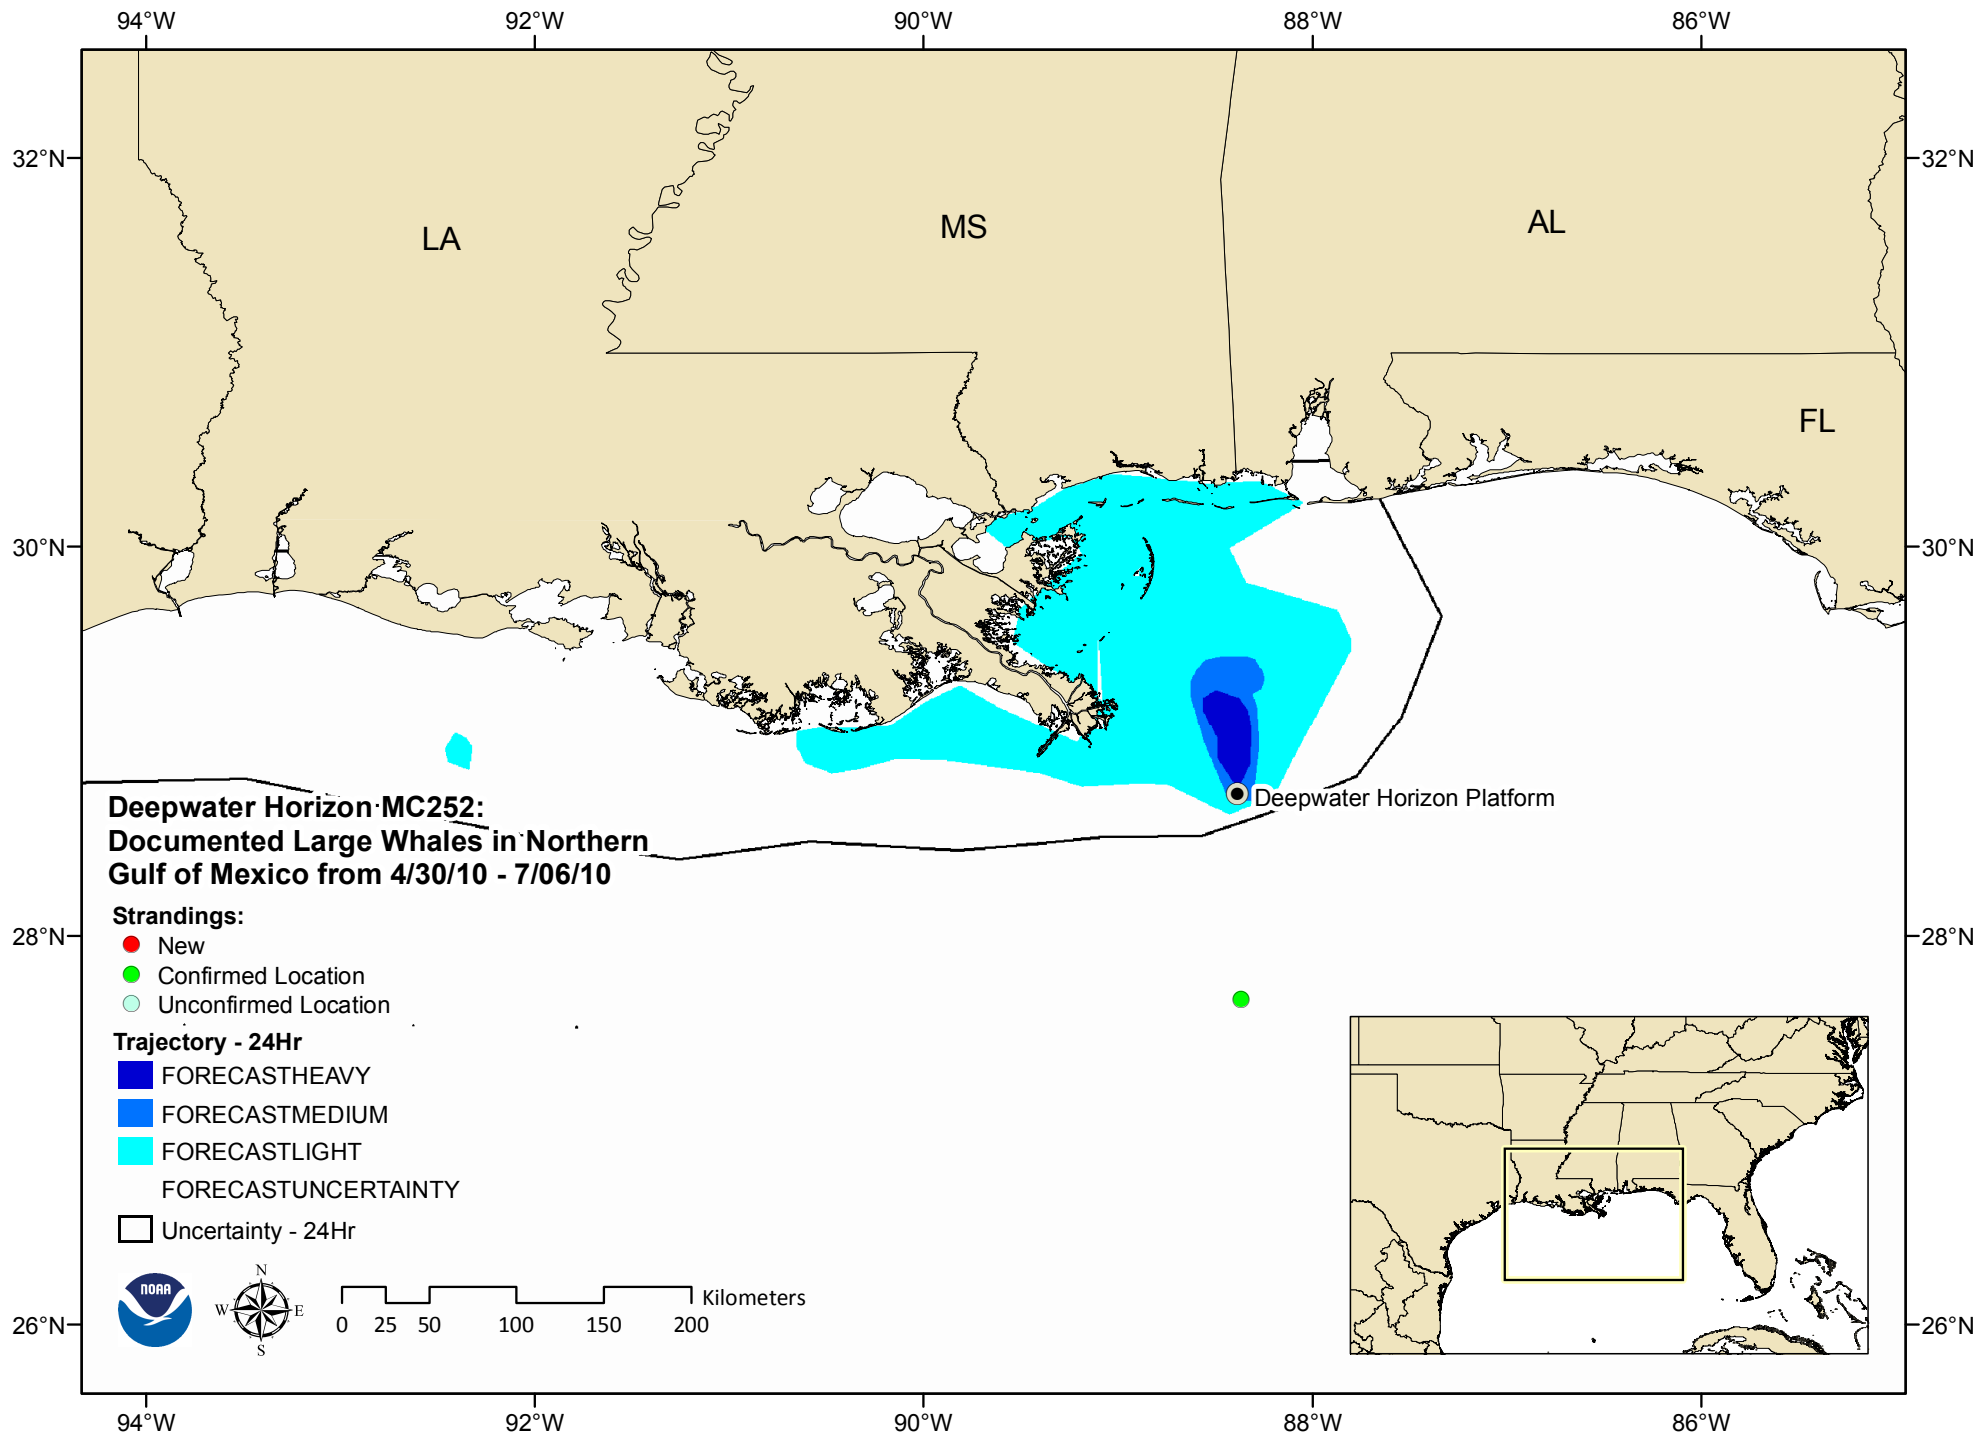 94°W 92°W 90°W 88°W 86°W
32°N 32°N
LA MS AL
FL
30°N 30°N
Deepwater Horizon Platform
Deepwater Horizon MC252:
Documented Large Whales in Northern
Gulf of Mexico from 4/30/10 - 7/06/10
Strandings:
28°N 28°N
New
Confirmed Location
Unconfirmed Location
Trajectory - 24Hr
FORECASTHEAVY
FORECASTMEDIUM
FORECASTLIGHT
FORECASTUNCERTAINTY
Uncertainty - 24Hr
NOAA
N
W E
S
Kilometers
0 25 50 100 150 200
26°N 26°N
94°W 92°W 90°W 88°W 86°W